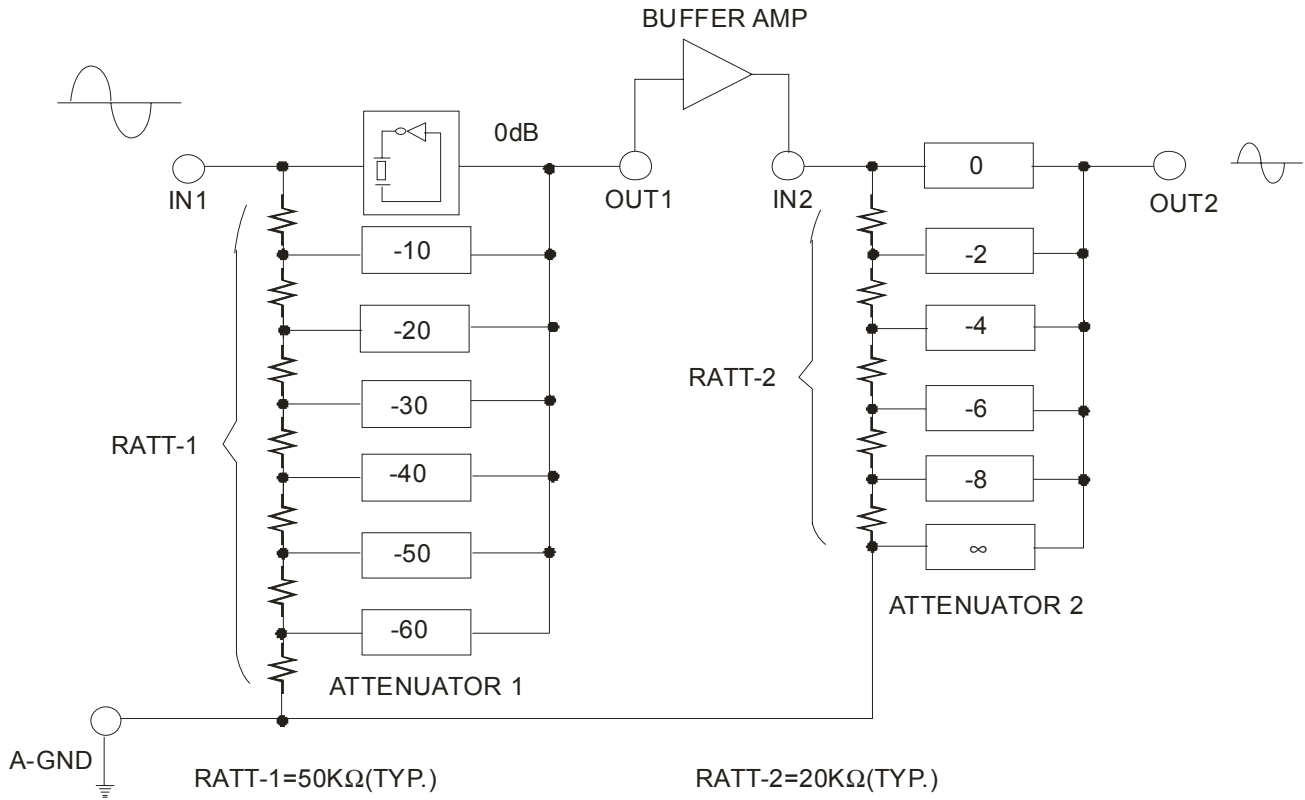 BUFFER AMP
0dB
IN1
OUT1
IN2
0
OUT2
-10
-2
-20
-4
RATT-2
-30
-6
RATT-1
-40
-8
-50
∞
ATTENUATOR 2
-60
ATTENUATOR 1
A-GND
RATT-1=50KΩ(TYP.)
RATT-2=20KΩ(TYP.)